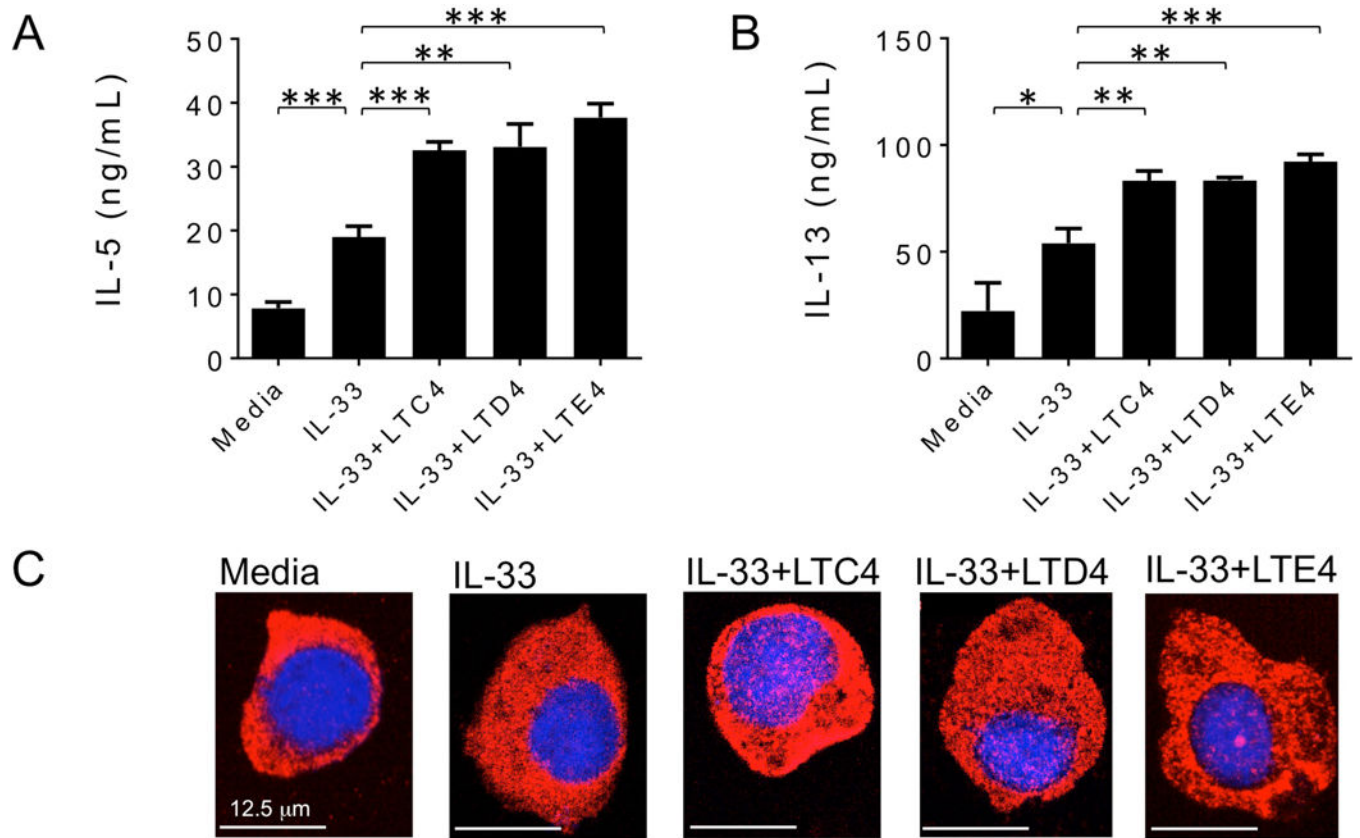 A
IL-5 (ng/mL)
50
40
30
20
10
0
***
**
***
***
Media
IL-33
IL-33+LTC4
IL-33+LTD4
IL-33+LTE4
B
IL-13 (ng/mL)
150
100
50
0
***
**
*
**
Media
IL-33
IL-33+LTC4
IL-33+LTD4
IL-33+LTE4
C
Media
IL-33
IL-33+LTC4
IL-33+LTD4
IL-33+LTE4
12.5 μm